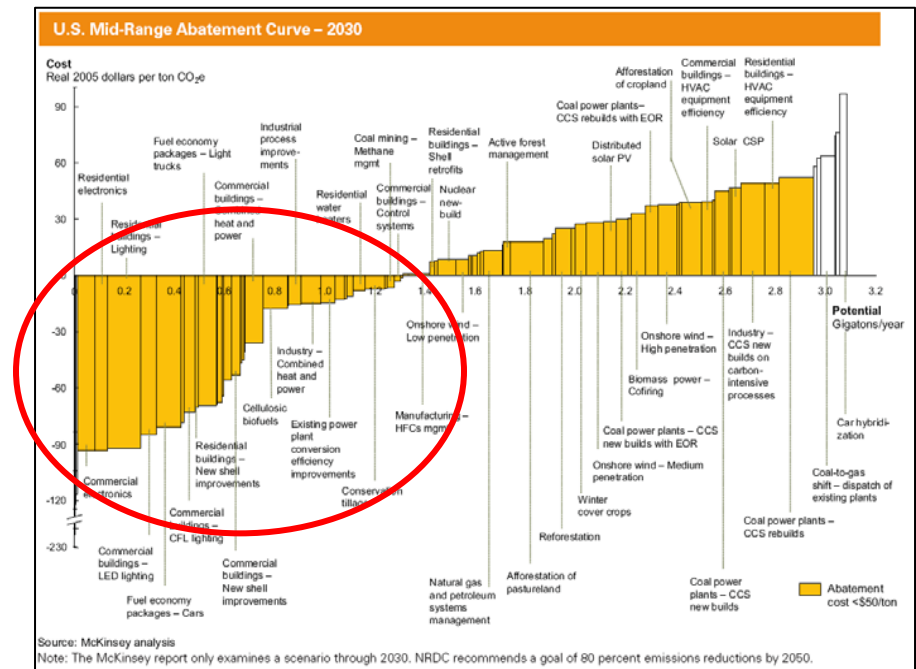 U.S. Mid-Range Abatement Curve – 2030
Cost
Real 2005 dollars per ton CO₂e
90
60
30
0
-30
-60
-90
-120
-230
Residential
electronics
Residential
buildings –
Lighting
Fuel economy
packages – Light
trucks
Commercial
buildings –
Combined
heat and
power
Industrial
process
improve-
ments
Residential
water
heaters
Coal mining –
Methane
mgmt
Commercial
buildings –
Control
systems
Residential
buildings –
Shell
retrofits
Nuclear
new-
build
Active forest
management
Coal power plants–
CCS rebuilds with EOR
Distributed
solar PV
Afforestation
of cropland
Commercial
buildings –
HVAC
equipment
efficiency
Solar CSP
Residential
buildings –
HVAC
equipment
efficiency
0 0.2 0.4 0.6 0.8 1.0 1.2 1.4 1.6 1.8 2.0 2.2 2.4 2.6 2.8 3.0 3.2
Potential
Gigatons/year
Commercial
electronics
Commercial
buildings –
LED lighting
Fuel economy
packages – Cars
Commercial
buildings –
CFL lighting
Residential
buildings –
New shell
improvements
Commercial
buildings –
New shell
improvements
Cellulosic
biofuels
Industry –
Combined
heat and
power
Existing power
plant
conversion
efficiency
improvements
Conservation
tillage
Manufacturing –
HFCs mgmt
Onshore wind –
Low penetration
Natural gas
and petroleum
systems
management
Afforestation of
pastureland
Reforestation
Winter
cover crops
Onshore wind – Medium
penetration
Coal power plants – CCS
new builds with EOR
Biomass power –
Cofiring
Onshore wind –
High penetration
Coal power
plants – CCS
new builds
Industry –
CCS new
builds on
carbon-
intensive
processes
Coal power plants –
CCS rebuilds
Coal-to-gas
shift – dispatch of
existing plants
Car hybridi-
zation
Abatement
cost <$50/ton
Source: McKinsey analysis
Note: The McKinsey report only examines a scenario through 2030. NRDC recommends a goal of 80 percent emissions reductions by 2050.